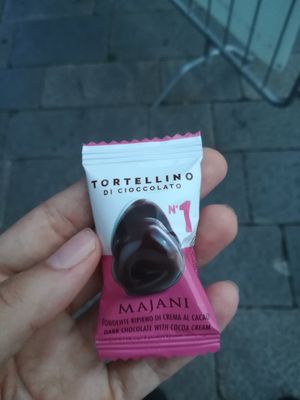 TORTELLINO
DI CIOCCOLATO
N°1
MAJANI
FONDENTE RIPIENO DI CREMA AL CACAO
DARK CHOCOLATE WITH COCOA CREAM